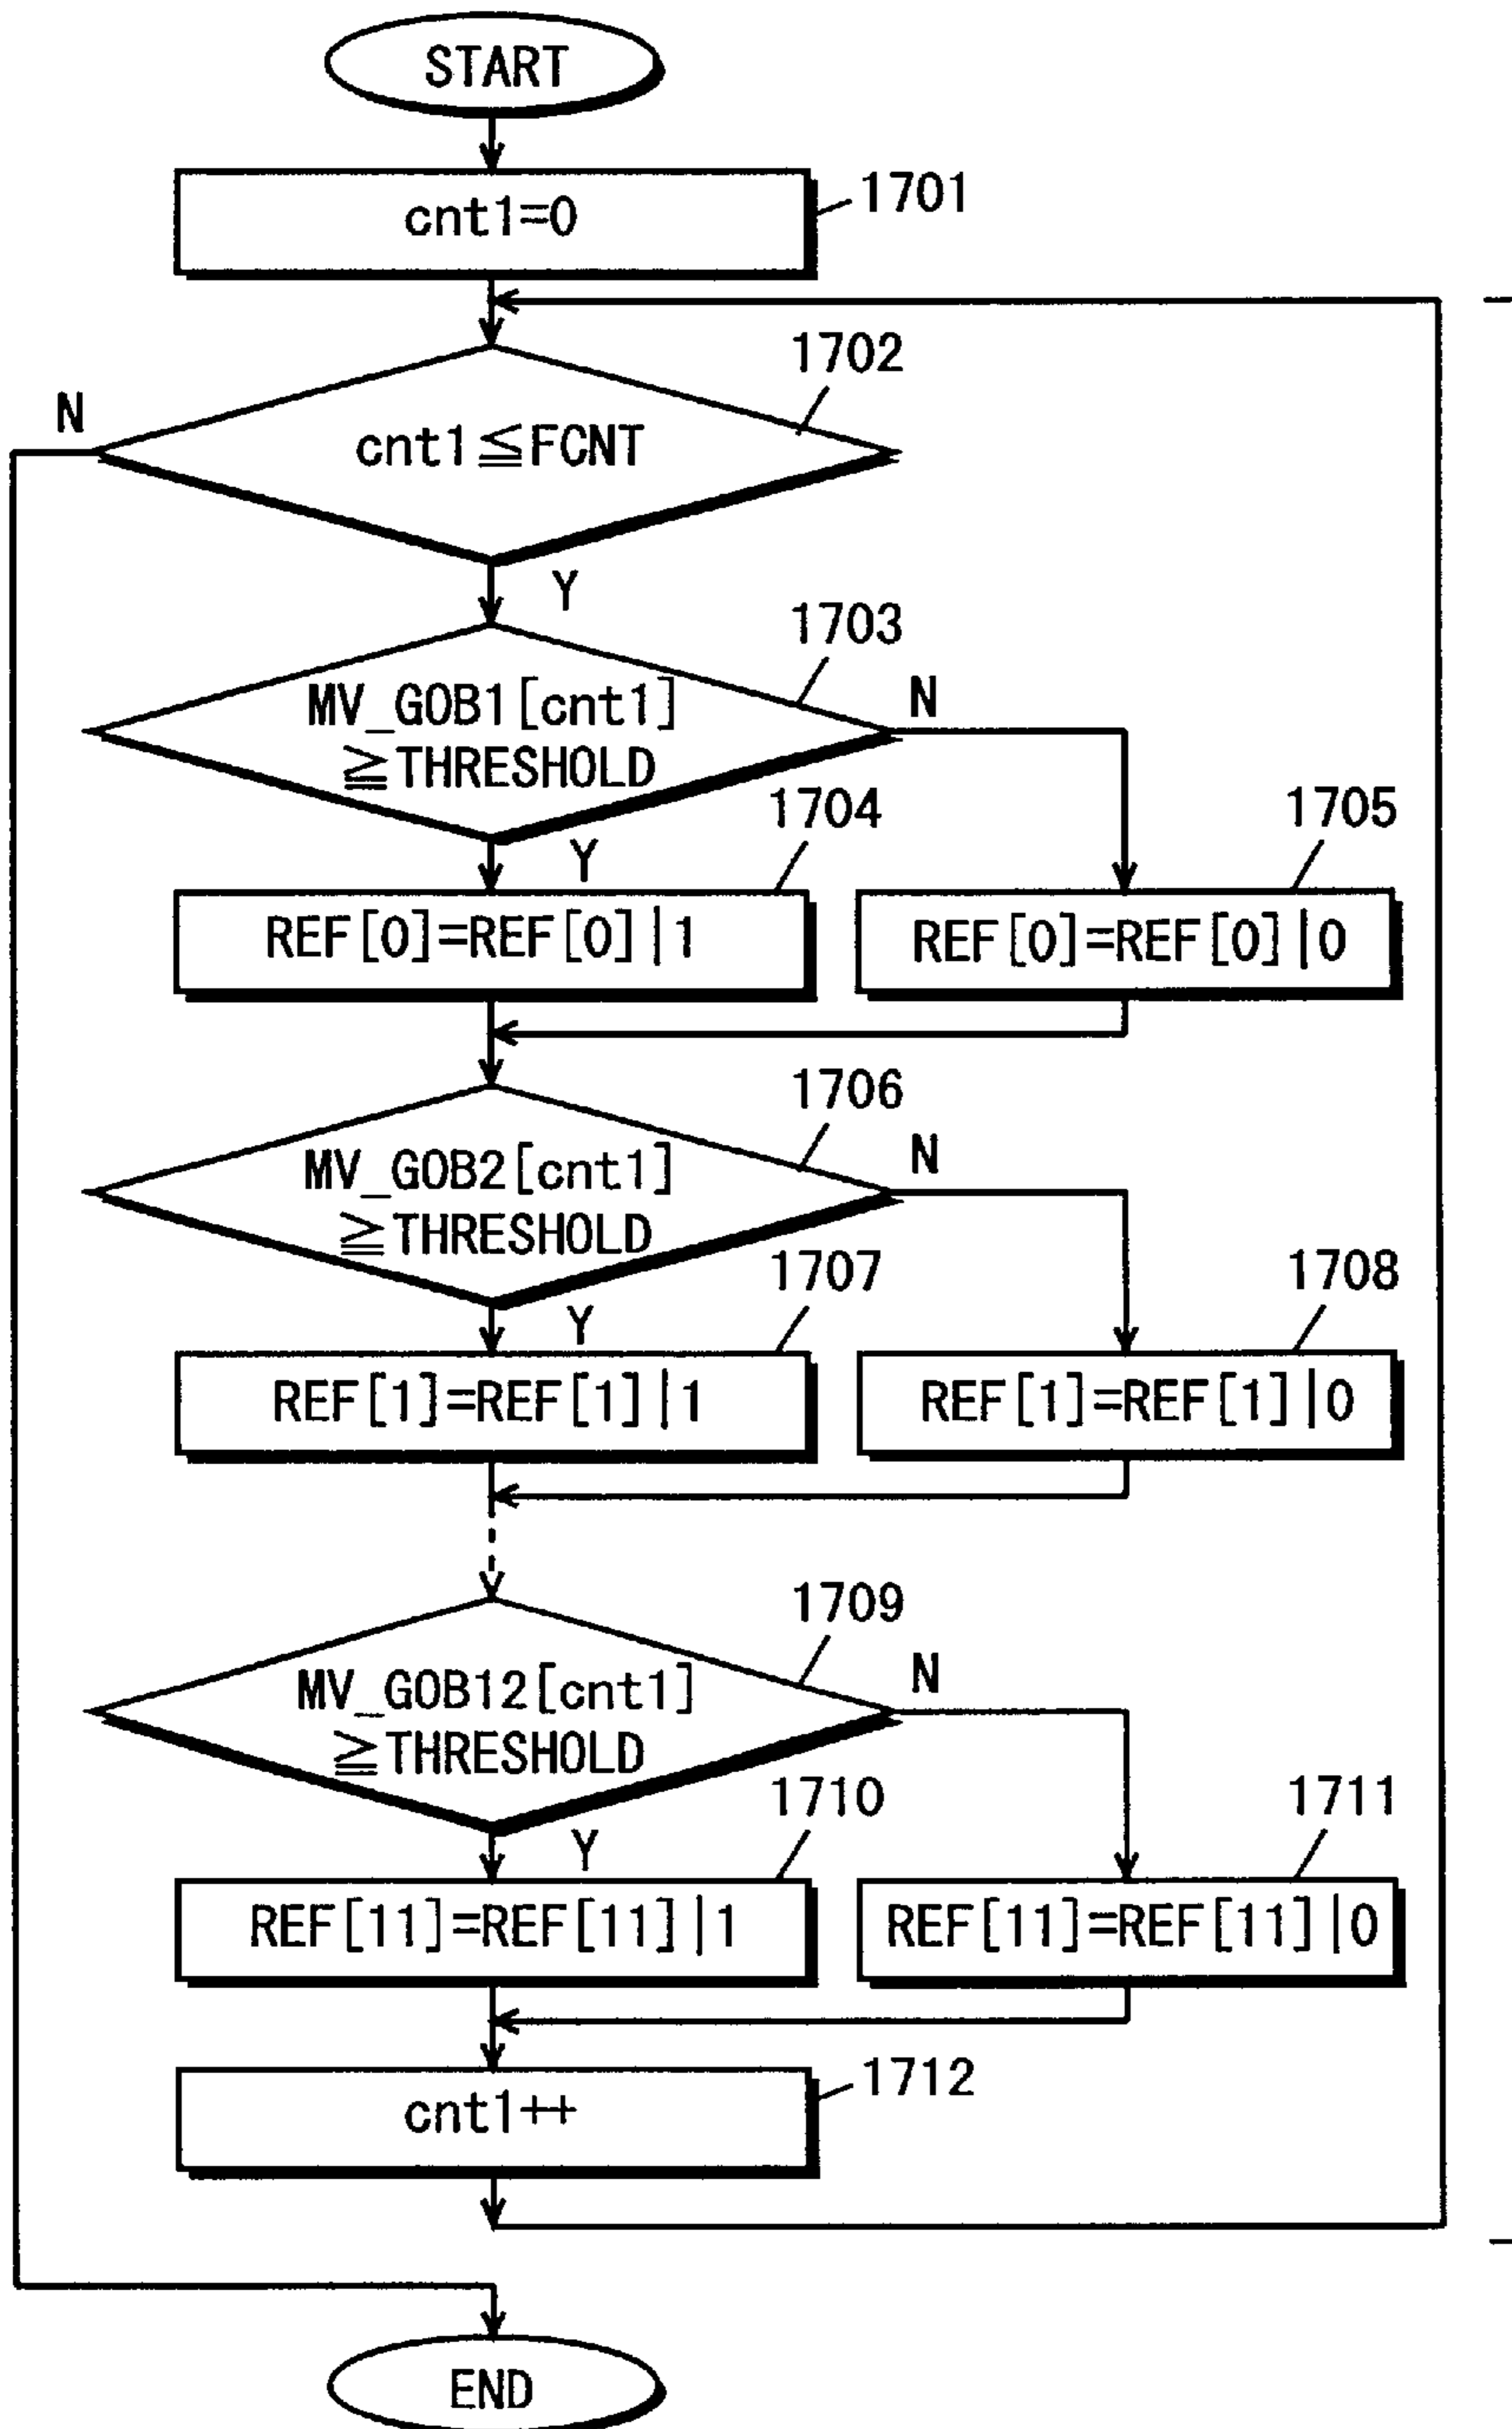 START
cnt1=0
1701
1702
N
cnt1≦FCNT
Y
1703
MV_GOB1[cnt1]
≧THRESHOLD
N
1704
1705
Y
REF[0]=REF[0]|1
REF[0]=REF[0]|0
1706
MV_GOB2[cnt1]
≧THRESHOLD
N
1707
1708
Y
REF[1]=REF[1]|1
REF[1]=REF[1]|0
1709
MV_GOB12[cnt1]
≧THRESHOLD
N
1710
1711
Y
REF[11]=REF[11]|1
REF[11]=REF[11]|0
1712
cnt1++
END